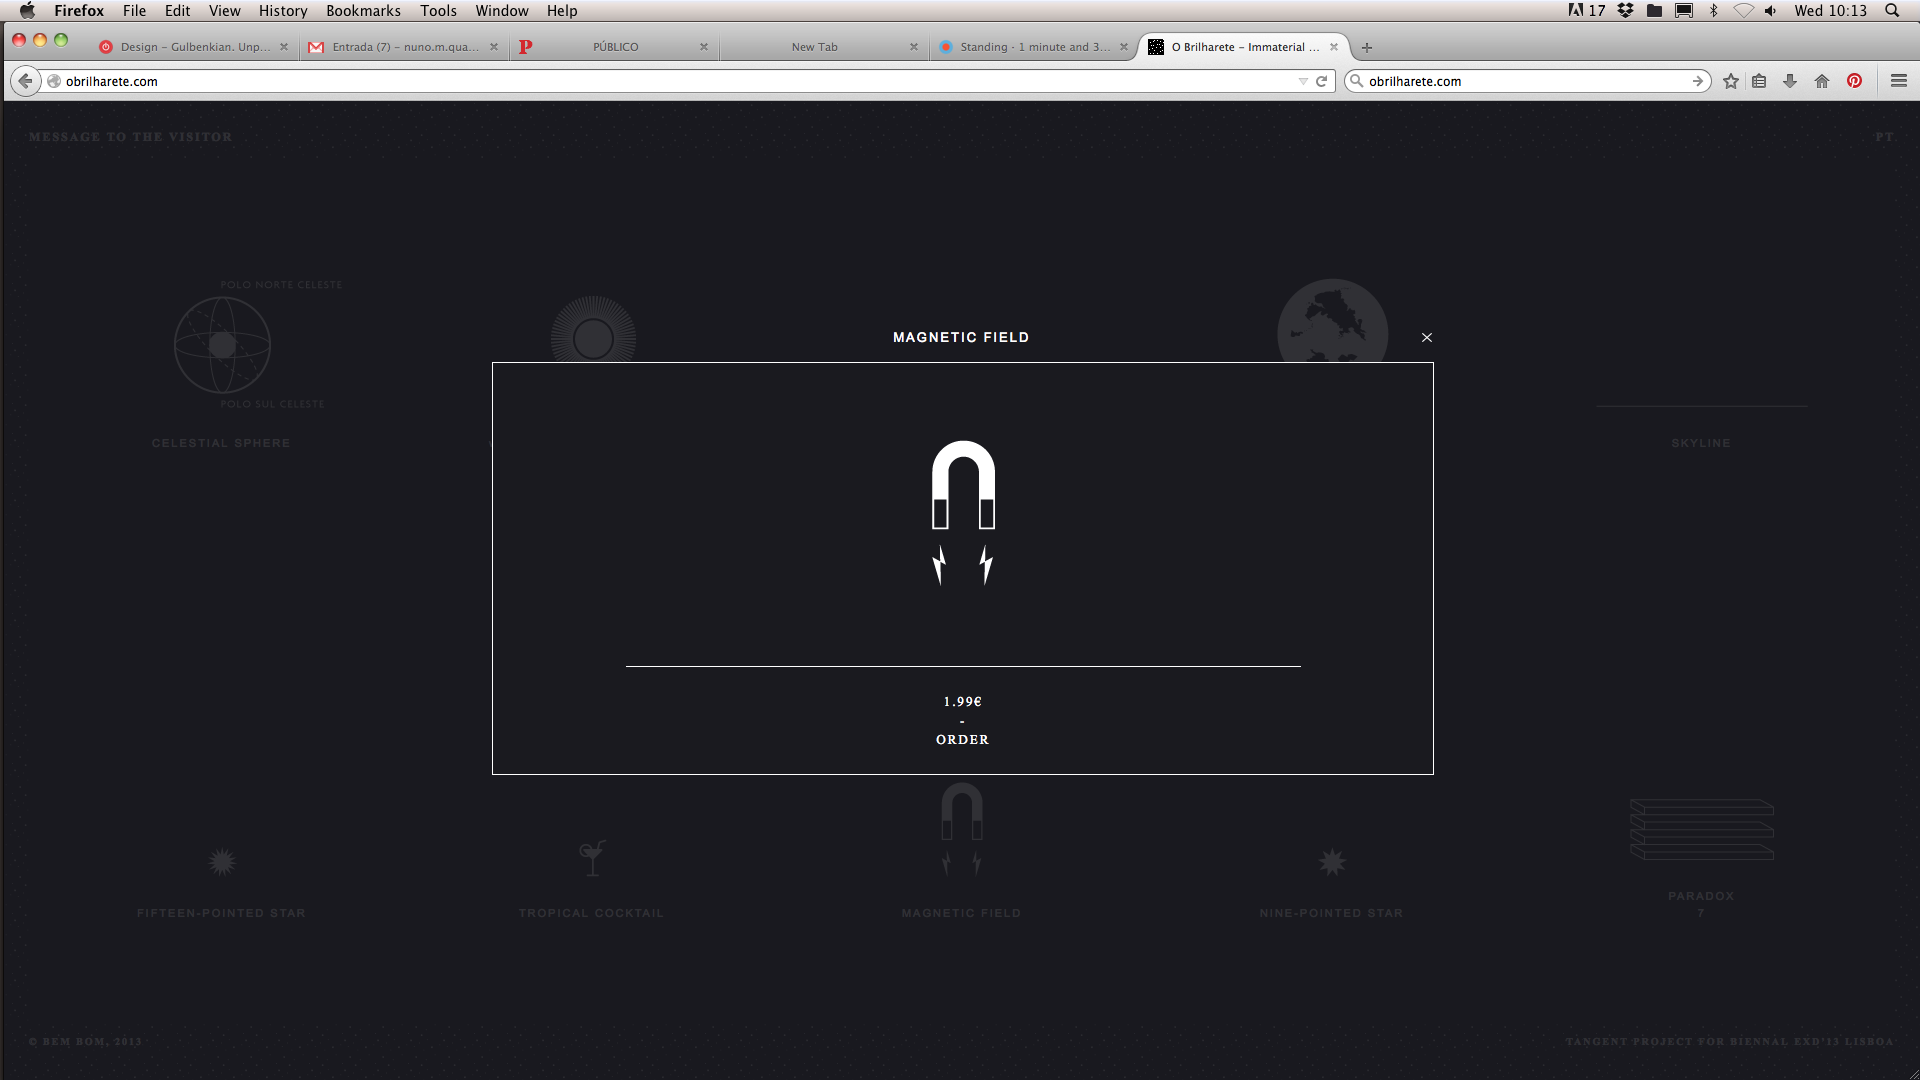 Firefox File Edit View History Bookmarks Tools Window Help 17 Wed 10:13
Design – Gulbenkian. Unp... Entrada (7) – nuno.m.qua... PÚBLICO New Tab Standing · 1 minute and 3... O Brilharete – Immaterial ...
obrilharete.com obrilharete.com
MESSAGE TO THE VISITOR PT
POLO NORTE CELESTE
POLO SUL CELESTE
CELESTIAL SPHERE
SKYLINE
MAGNETIC FIELD
1.99€
-
ORDER
FIFTEEN-POINTED STAR
TROPICAL COCKTAIL
MAGNETIC FIELD
NINE-POINTED STAR
PARADOX
7
© BEM BOM, 2013
TANGENT PROJECT FOR BIENNAL EXD'13 LISBOA